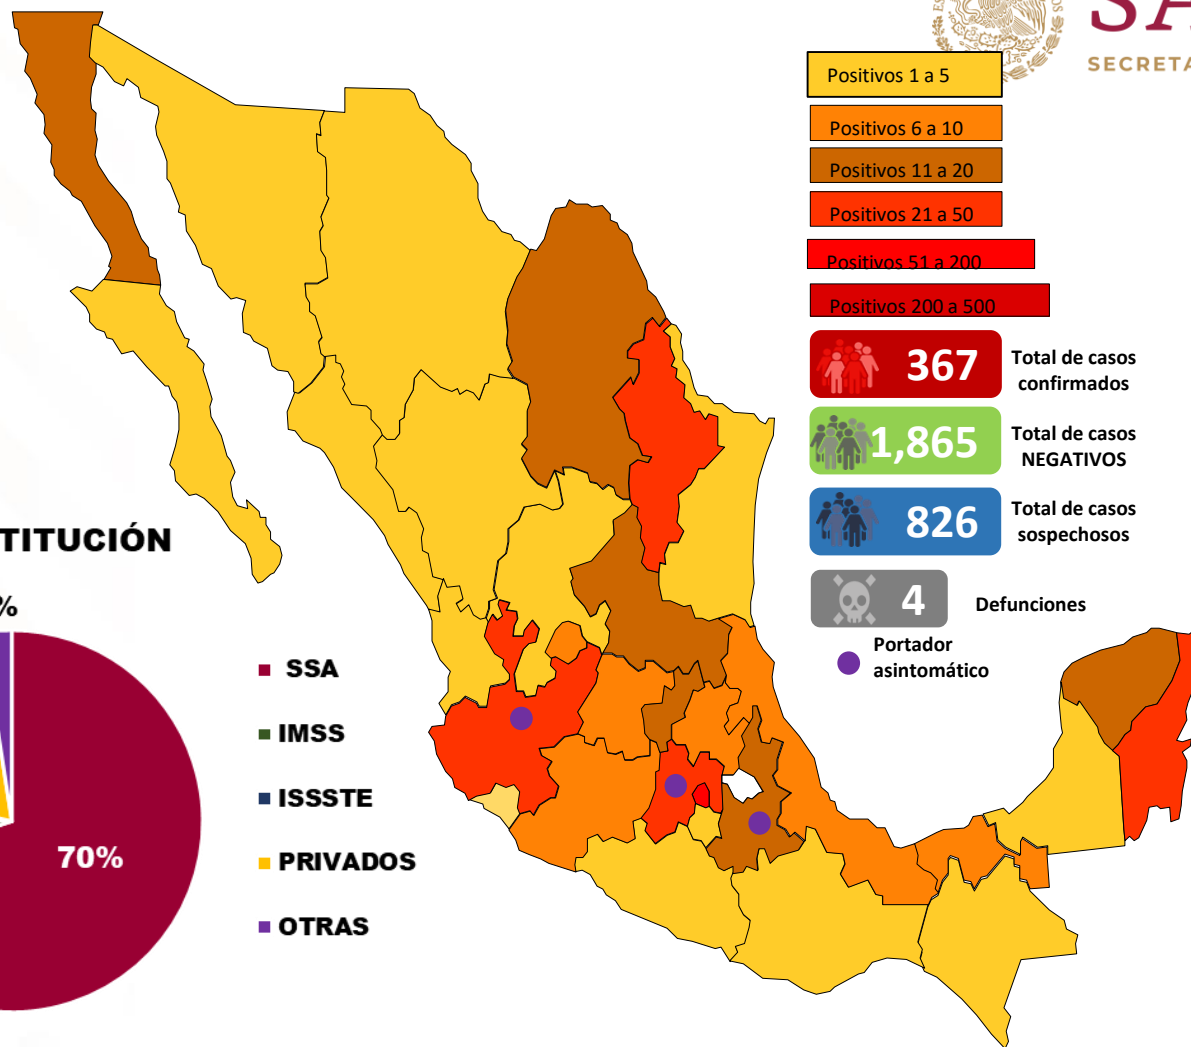 SA
SECRETA
Positivos 1 a 5
Positivos 6 a 10
Positivos 11 a 20
Positivos 21 a 50
Positivos 51 a 200
Positivos 200 a 500
367
Total de casos
confirmados
1,865
Total de casos
NEGATIVOS
826
Total de casos
sospechosos
4
Defunciones
Portador
asintomático
TITUCIÓN
%
70%
SSA
IMSS
ISSSTE
PRIVADOS
OTRAS